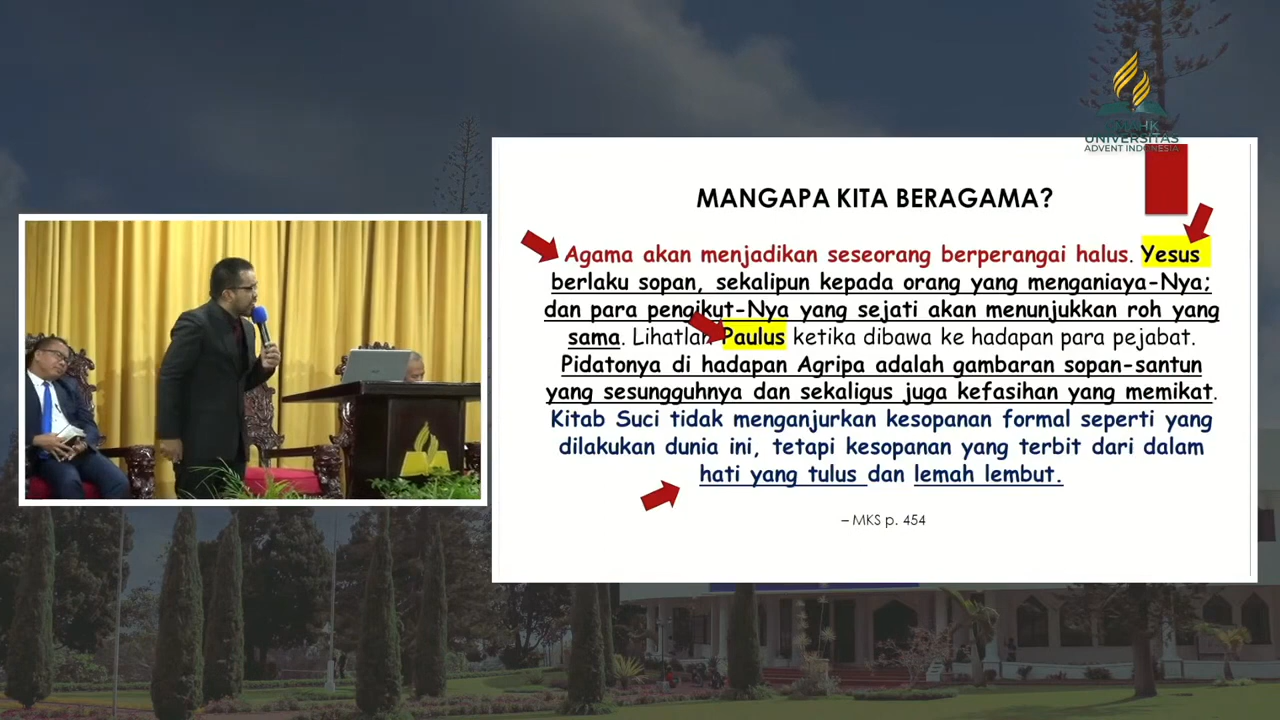 UNIVERSITAS
ADVENT INDONESIA
MANGAPA KITA BERAGAMA?
Agama akan menjadikan seseorang berperangai halus. Yesus
berlaku sopan, sekalipun kepada orang yang menganiaya-Nya;
dan para pengikut-Nya yang sejati akan menunjukkan roh yang
sama. Lihatlah Paulus ketika dibawa ke hadapan para pejabat.
Pidatonya di hadapan Agripa adalah gambaran sopan-santun
yang sesungguhnya dan sekaligus juga kefasihan yang memikat.
Kitab Suci tidak menganjurkan kesopanan formal seperti yang
dilakukan dunia ini, tetapi kesopanan yang terbit dari dalam
hati yang tulus dan lemah lembut.
– MKS p. 454